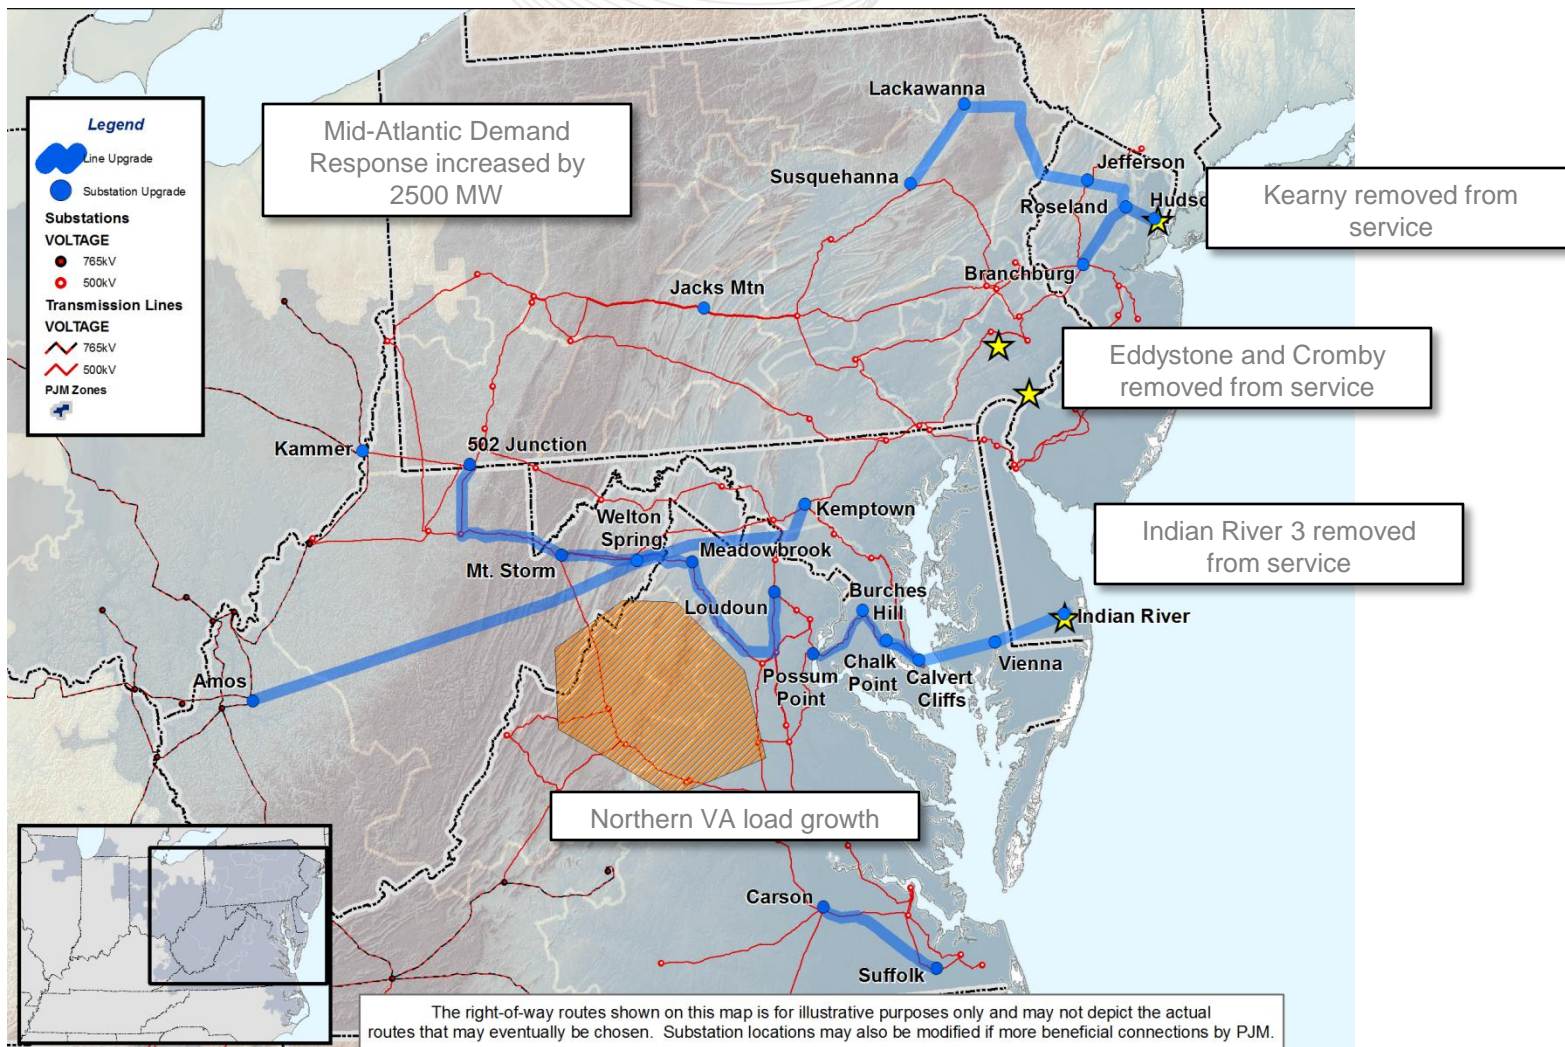 Legend
Line Upgrade
Substation Upgrade
Substations
VOLTAGE
765kV
500kV
Transmission Lines
VOLTAGE
765kV
500kV
PJM Zones
Mid-Atlantic Demand
Response increased by
2500 MW
Lackawanna
Susquehanna
Jefferson
Roseland
Hudso
Kearny removed from
service
Branchburg
Jacks Mtn
Eddystone and Cromby
removed from service
Kammer
502 Junction
Kemptown
Welton
Spring
Indian River 3 removed
from service
Mt. Storm
Meadowbrook
Burches
Hill
Loudoun
Indian River
Amos
Possum
Point
Chalk
Point
Calvert
Cliffs
Vienna
Northern VA load growth
Carson
Suffolk
The right-of-way routes shown on this map is for illustrative purposes only and may not depict the actual
routes that may eventually be chosen. Substation locations may also be modified if more beneficial connections by PJM.